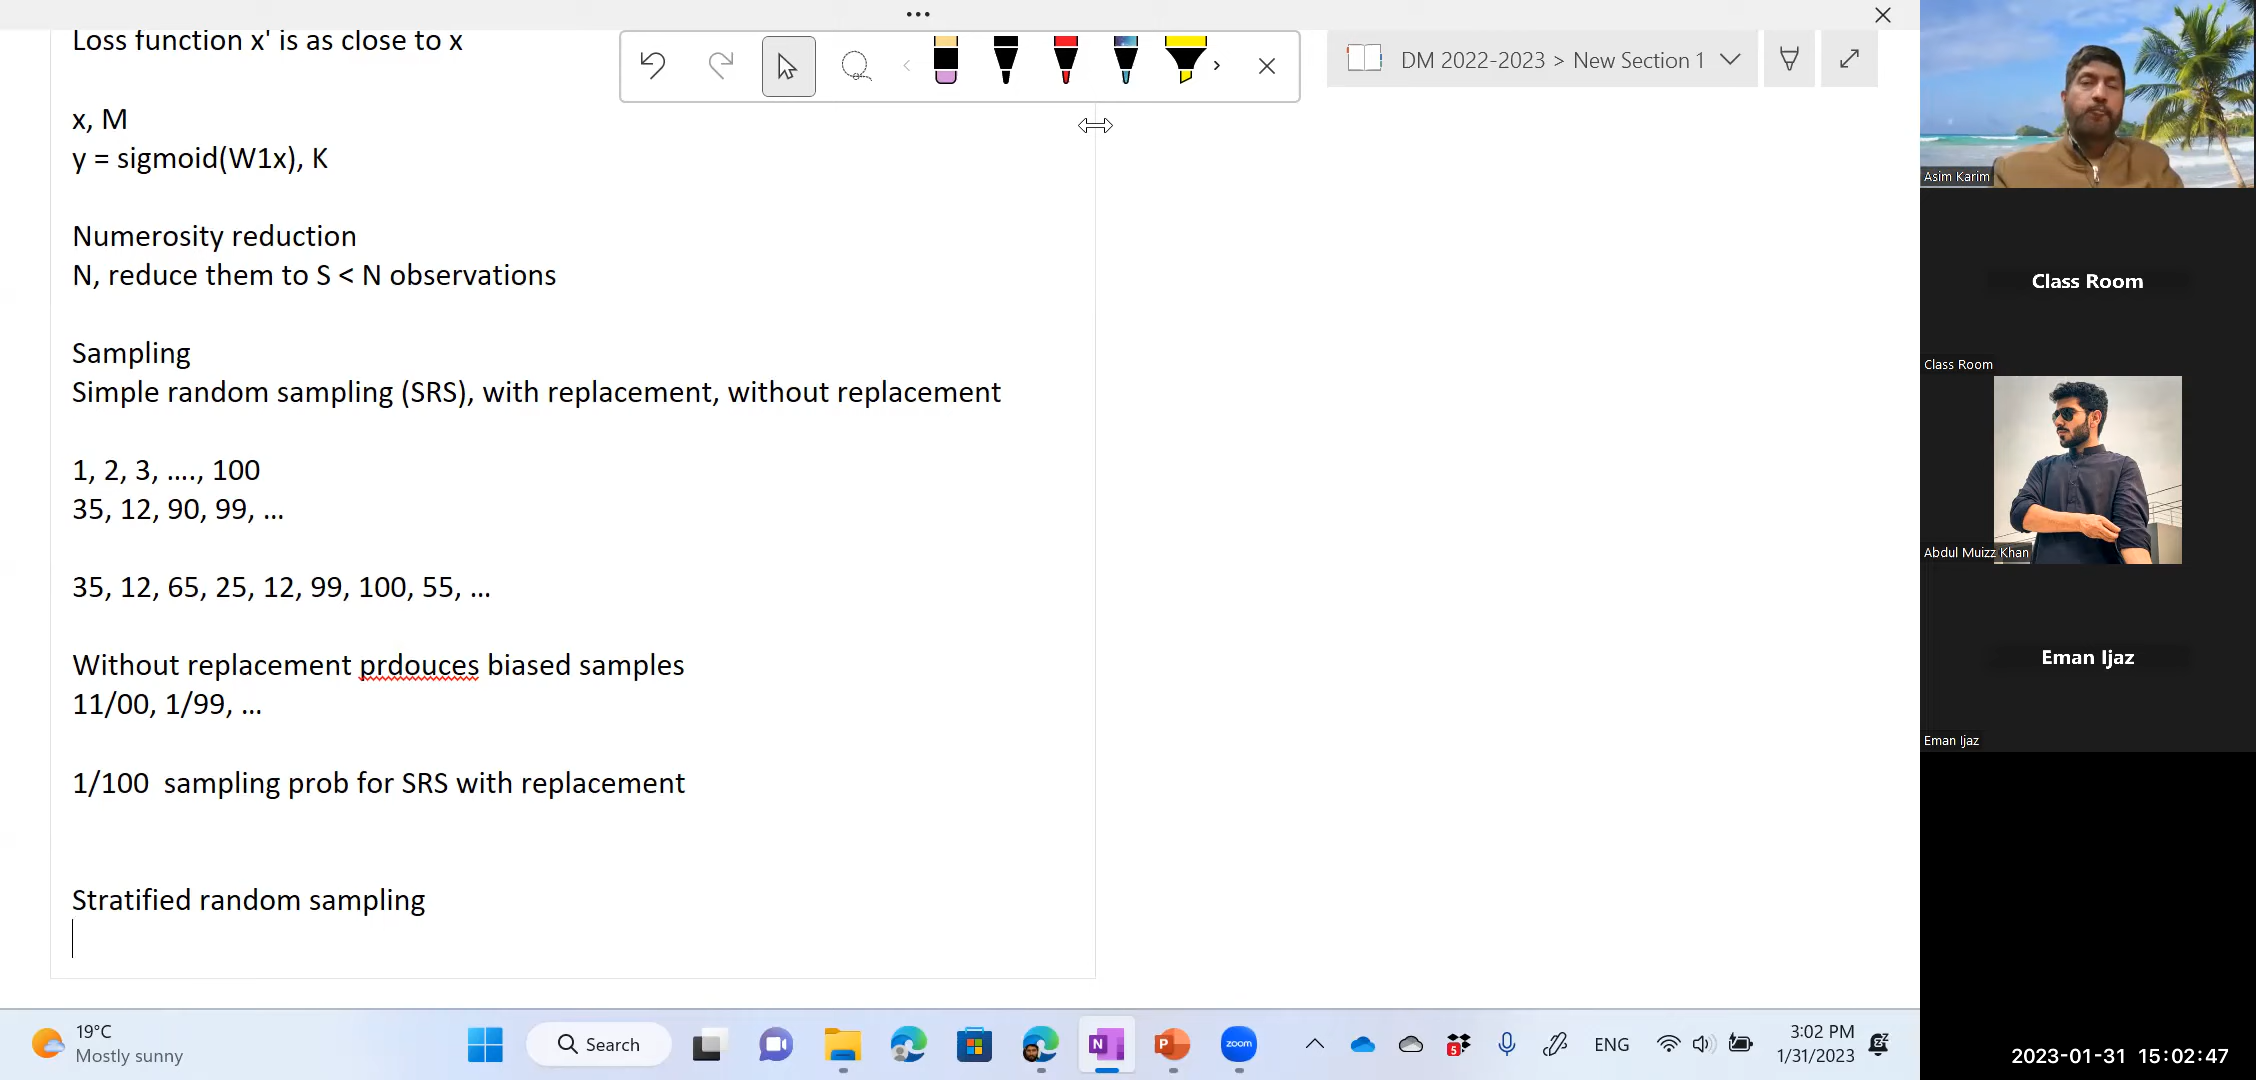 Loss function x' is as close to x
x, M
y = sigmoid(W1x), K
Numerosity reduction
N, reduce them to S < N observations
Sampling
Simple random sampling (SRS), with replacement, without replacement
1, 2, 3, ...., 100
35, 12, 90, 99, ...
35, 12, 65, 25, 12, 99, 100, 55, ...
Without replacement prdouces biased samples
11/00, 1/99, ...
1/100  sampling prob for SRS with replacement
Stratified random sampling
DM 2022-2023 > New Section 1
Asim Karim
Class Room
Class Room
Abdul Muizz Khan
Eman Ijaz
Eman Ijaz
19°C
Mostly sunny
Search
N
P
zoom
5
ENG
3:02 PM
1/31/2023
2023-01-31 15:02:47